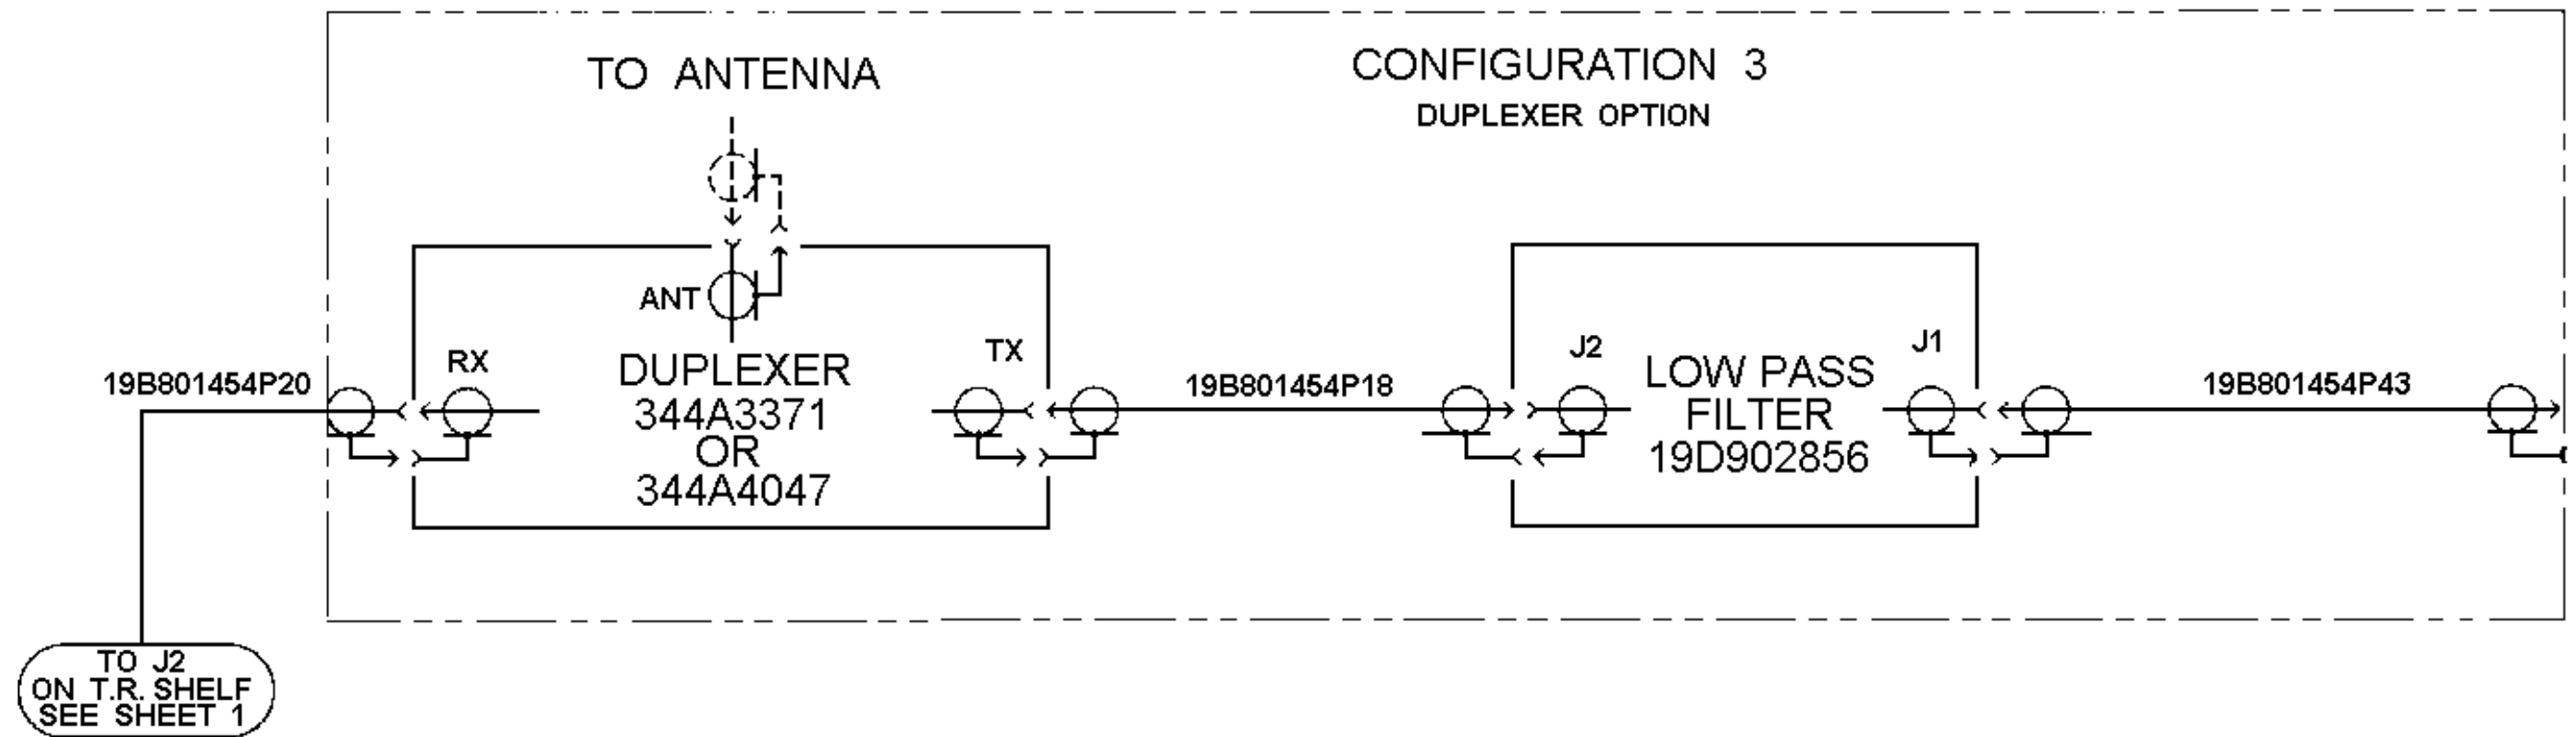 TO ANTENNA
CONFIGURATION 3
DUPLEXER OPTION
ANT
19B801454P20
RX
DUPLEXER
344A3371
OR
344A4047
TX
19B801454P18
J2
LOW PASS
FILTER
19D902856
J1
19B801454P43
TO J2
ON T.R. SHELF
SEE SHEET 1